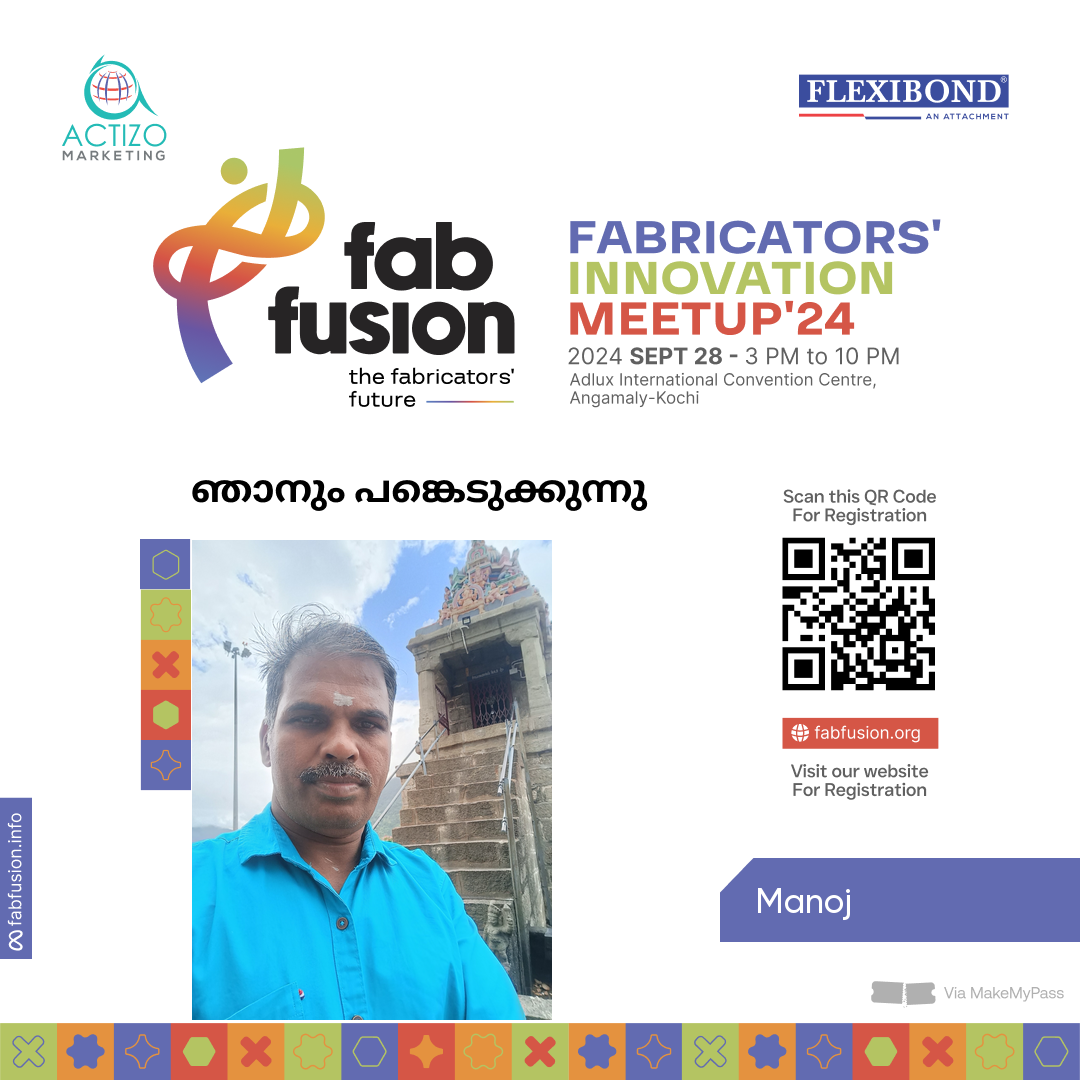 ACTIZO
MARKETING
FLEXIBOND®
AN ATTACHMENT
fab
fusion
the fabricators'
future
FABRICATORS'
INNOVATION
MEETUP'24
2024 SEPT 28 - 3 PM to 10 PM
Adlux International Convention Centre,
Angamaly-Kochi
ഞാനും പങ്കെടുക്കുന്നു
Scan this QR Code
For Registration
fabfusion.org
Visit our website
For Registration
fabfusion.info
Manoj
Via MakeMyPass